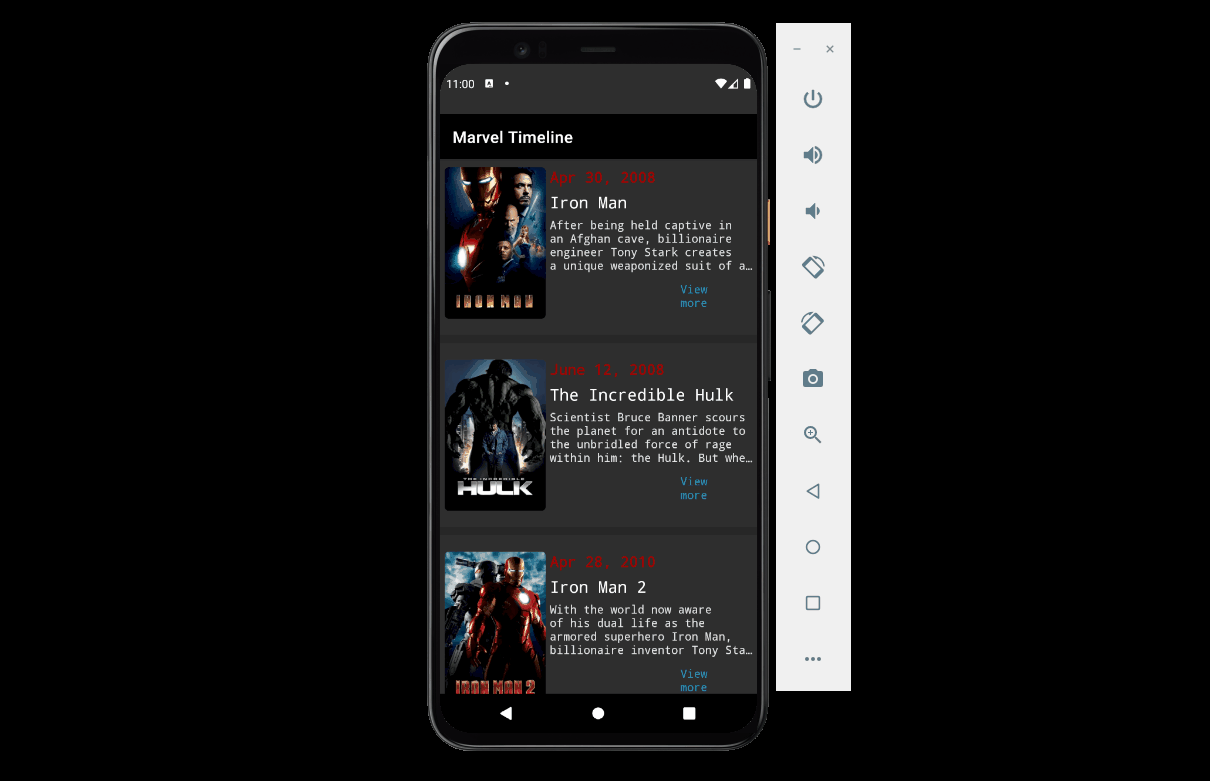 11:00
Marvel Timeline
Apr 30, 2008
Iron Man
After being held captive in
an Afghan cave, billionaire
engineer Tony Stark creates
a unique weaponized suit of a…
View
more
IRON MAN
June 12, 2008
The Incredible Hulk
Scientist Bruce Banner scours
the planet for an antidote to
the unbridled force of rage
within him: the Hulk. But whe…
View
more
THE INCREDIBLE
HULK
Apr 28, 2010
Iron Man 2
With the world now aware
of his dual life as the
armored superhero Iron Man,
billionaire inventor Tony Sta…
View
more
IRON MAN 2